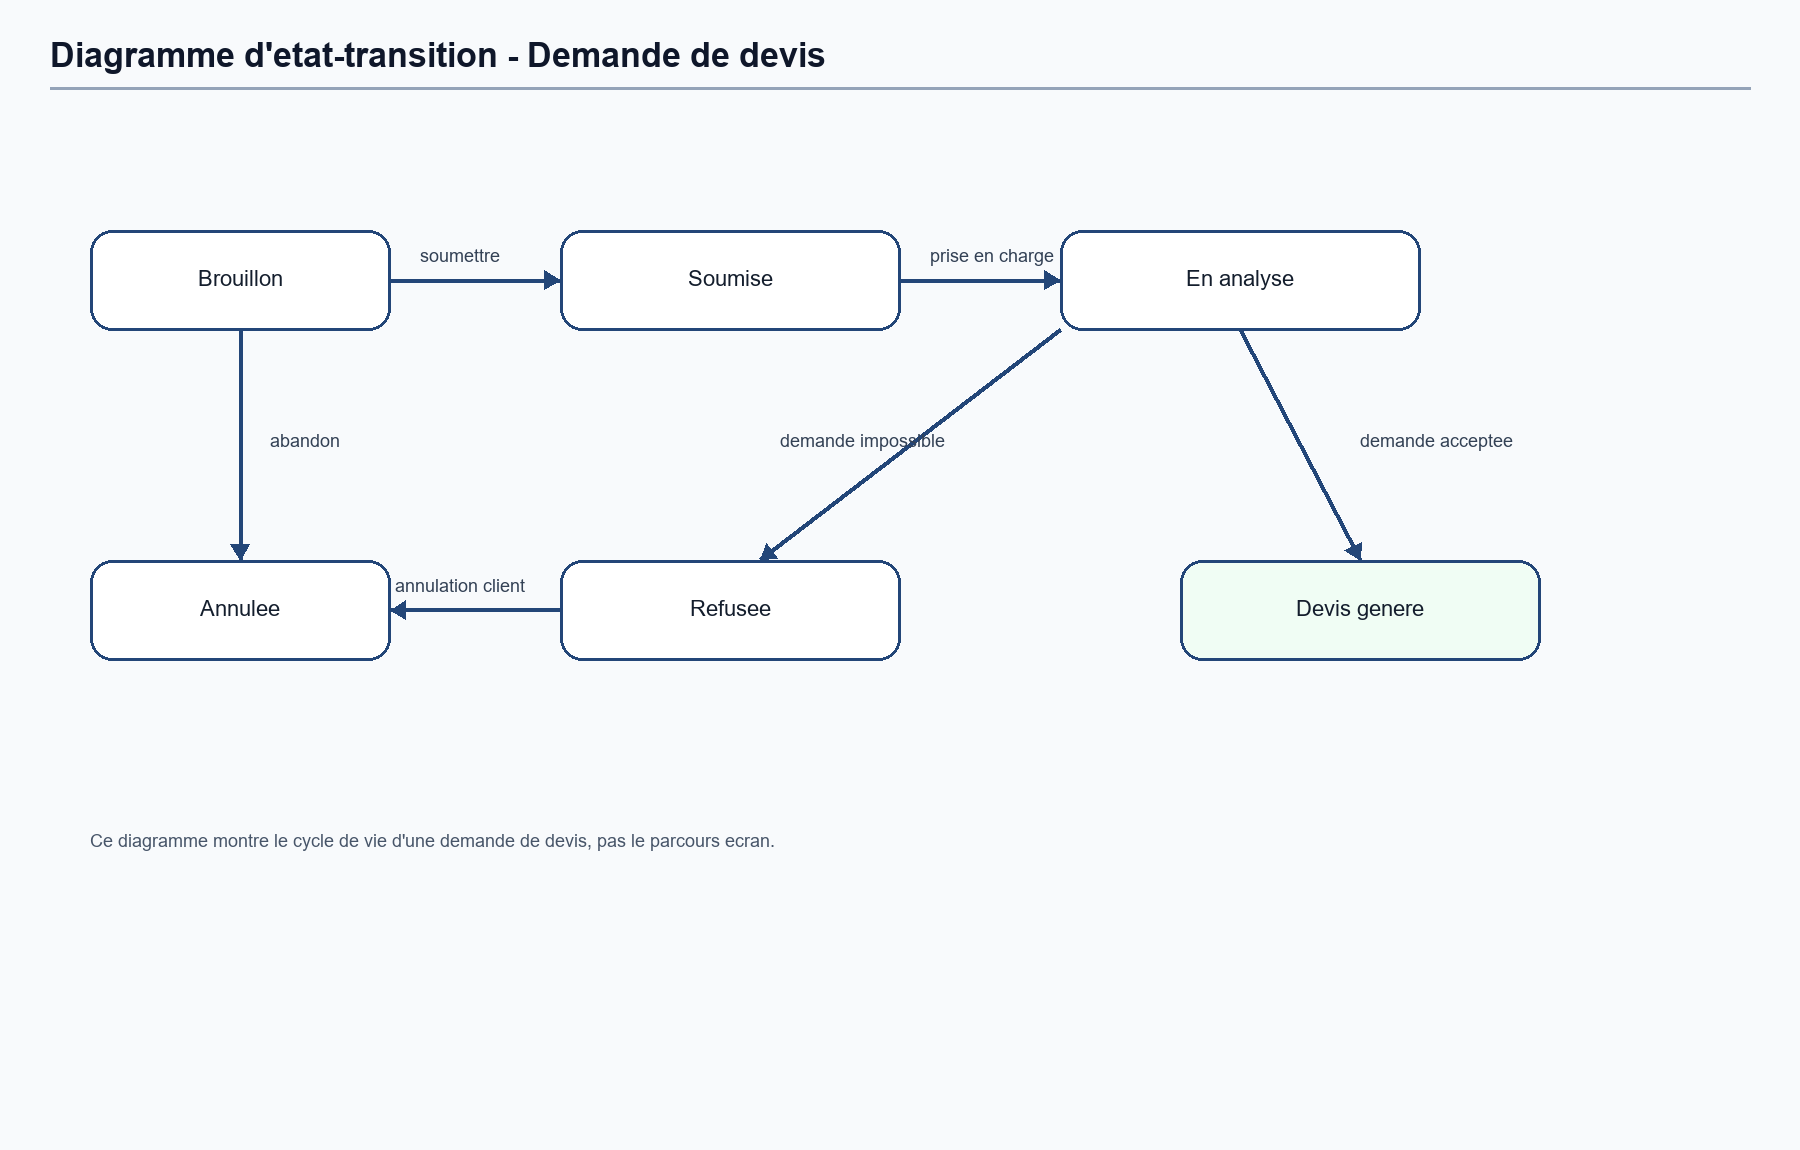 Diagramme d'etat-transition - Demande de devis
soumettre
prise en charge
Brouillon
Soumise
En analyse
abandon
demande impossible
demande acceptee
annulation client
Annulee
Refusee
Devis genere
Ce diagramme montre le cycle de vie d'une demande de devis, pas le parcours ecran.